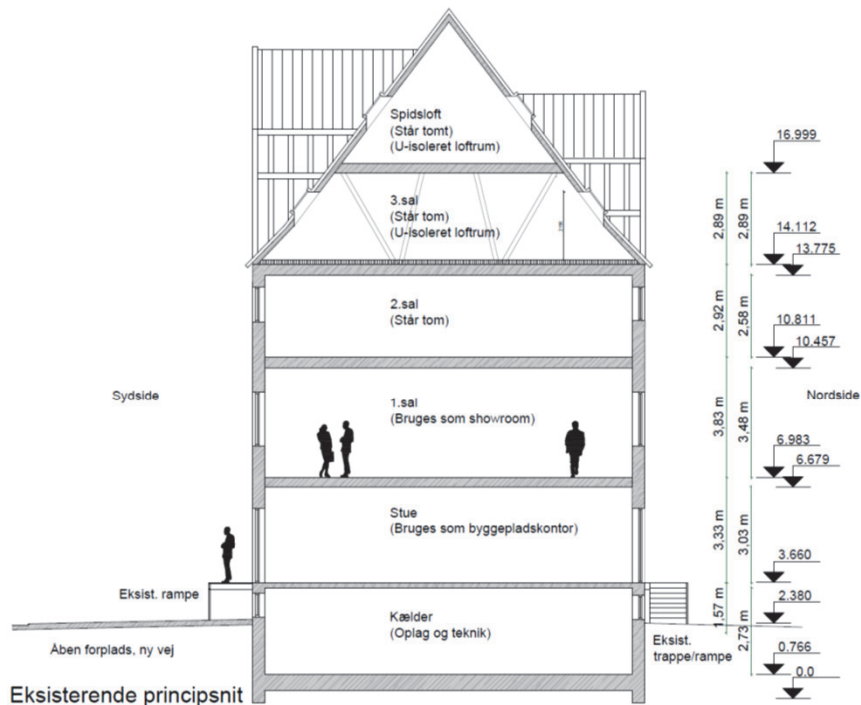 Spidsloft
(Står tomt)
(U-isoleret loftrum)
16.999
3.sal
(Står tom)
(U-isoleret loftrum)
2,89 m
2,89 m
14.112
13.775
2.sal
(Står tom)
2,92 m
2,58 m
10.811
10.457
Sydside
Nordside
1.sal
(Bruges som showroom)
3,83 m
3,48 m
6.983
6.679
Stue
(Bruges som byggepladskontor)
3,33 m
3,03 m
3.660
Eksist. rampe
1,57 m
2.380
Kælder
(Oplag og teknik)
Åben forplads, ny vej
Eksist.
trappe/rampe
2,73 m
0.766
0.0
Eksisterende principsnit